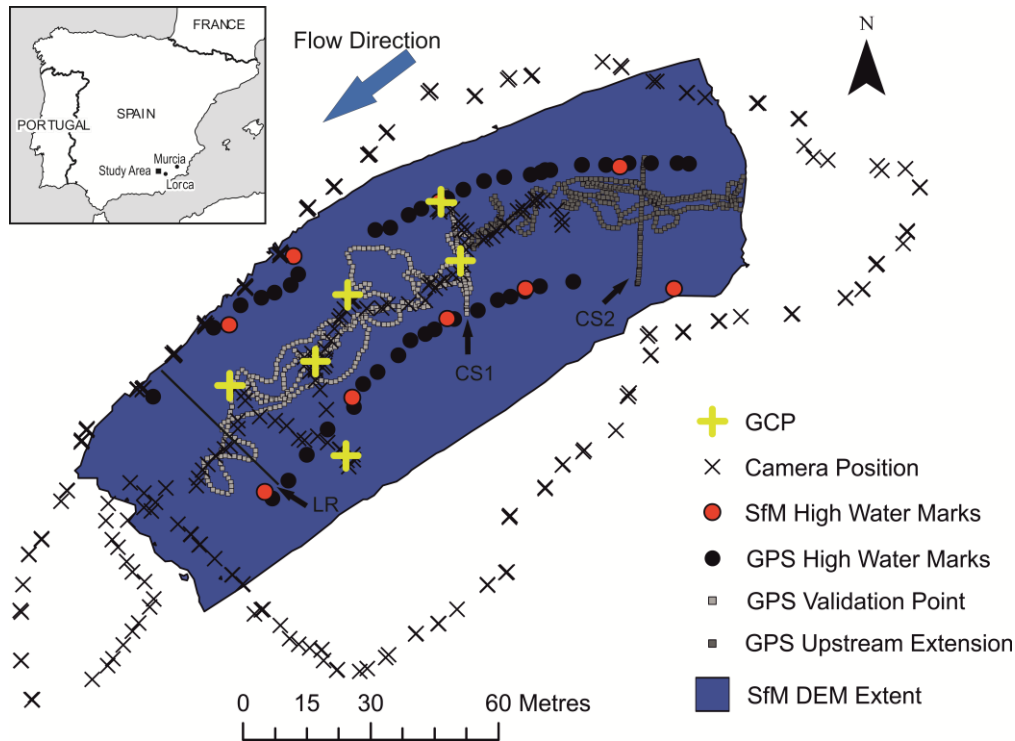 FRANCE
PORTUGAL
SPAIN
Murcia
Study Area
Lorca
Flow Direction
N
CS2
CS1
LR
GCP
Camera Position
SfM High Water Marks
GPS High Water Marks
GPS Validation Point
GPS Upstream Extension
SfM DEM Extent
0 15 30 60 Metres